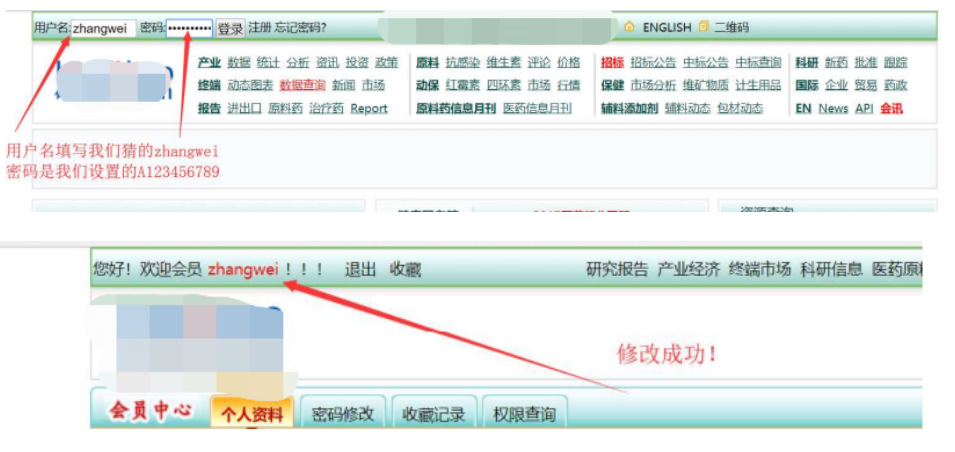 用户名: zhangwei 密码: •••••••••• 登录 注册 忘记密码? ENGLISH 二维码
产业 数据 统计 分析 资讯 投资 政策 原料 抗感染 维生素 评论 价格 招标 招标公告 中标公告 中标查询 科研 新药 批准 跟踪
终端 动态图表 数据查询 新闻 市场 动保 红霉素 四环素 市场 行情 保健 市场分析 维矿物质 计生用品 国际 企业 贸易 药政
报告 进出口 原料药 治疗药 Report 原料药信息月刊 医药信息月刊 辅料添加剂 辅料动态 包材动态 EN News API 会讯
用户名填写我们猜的zhangwei
密码是我们设置的A123456789
您好! 欢迎会员 zhangwei ! ! ! 退出 收藏 研究报告 产业经济 终端市场 科研信息 医药原料
修改成功!
会员中心 个人资料 密码修改 收藏记录 权限查询